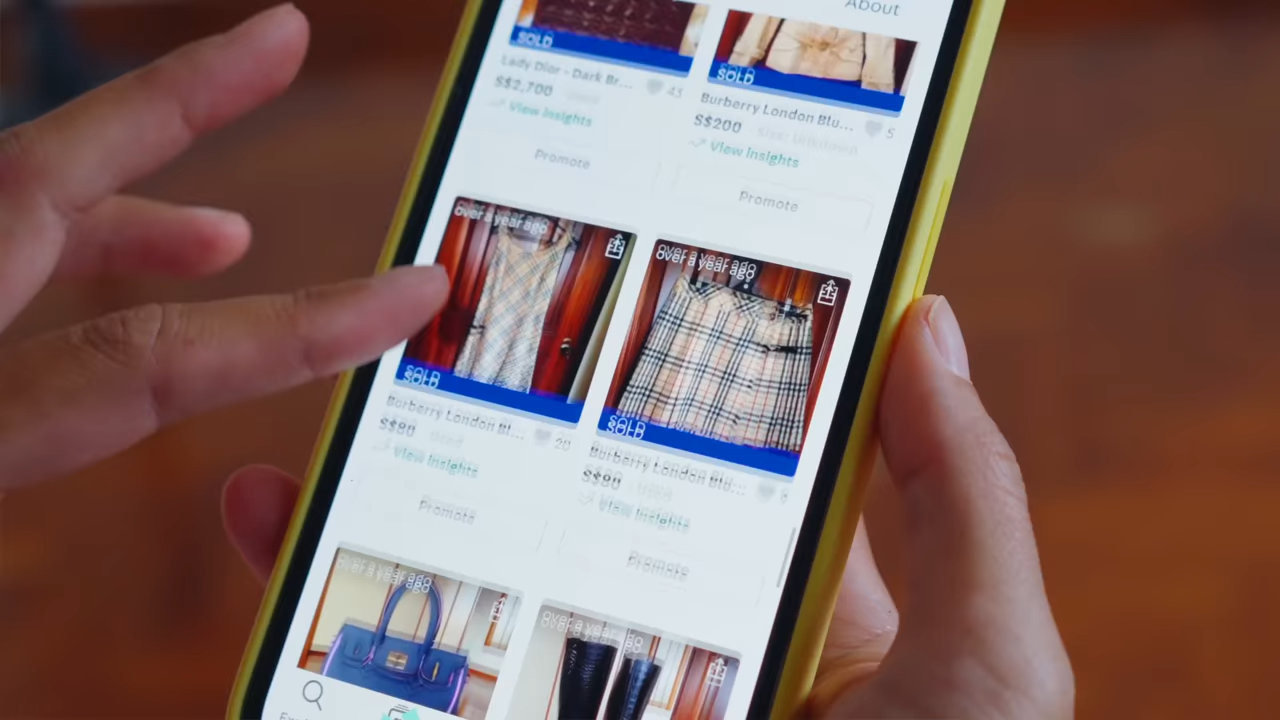 About
SOLD
Lady Dior - Dark Br...
S$2,700
43
View Insights
Promote
SOLD
Burberry London Blu...
S$200
5
View Insights
Promote
over a year ago
SOLD
Burberry London Bl...
S$80
20
View Insights
Promote
over a year ago
SOLD
Burberry London Blu...
S$80
View Insights
Promote
over a year ago
over a year ago